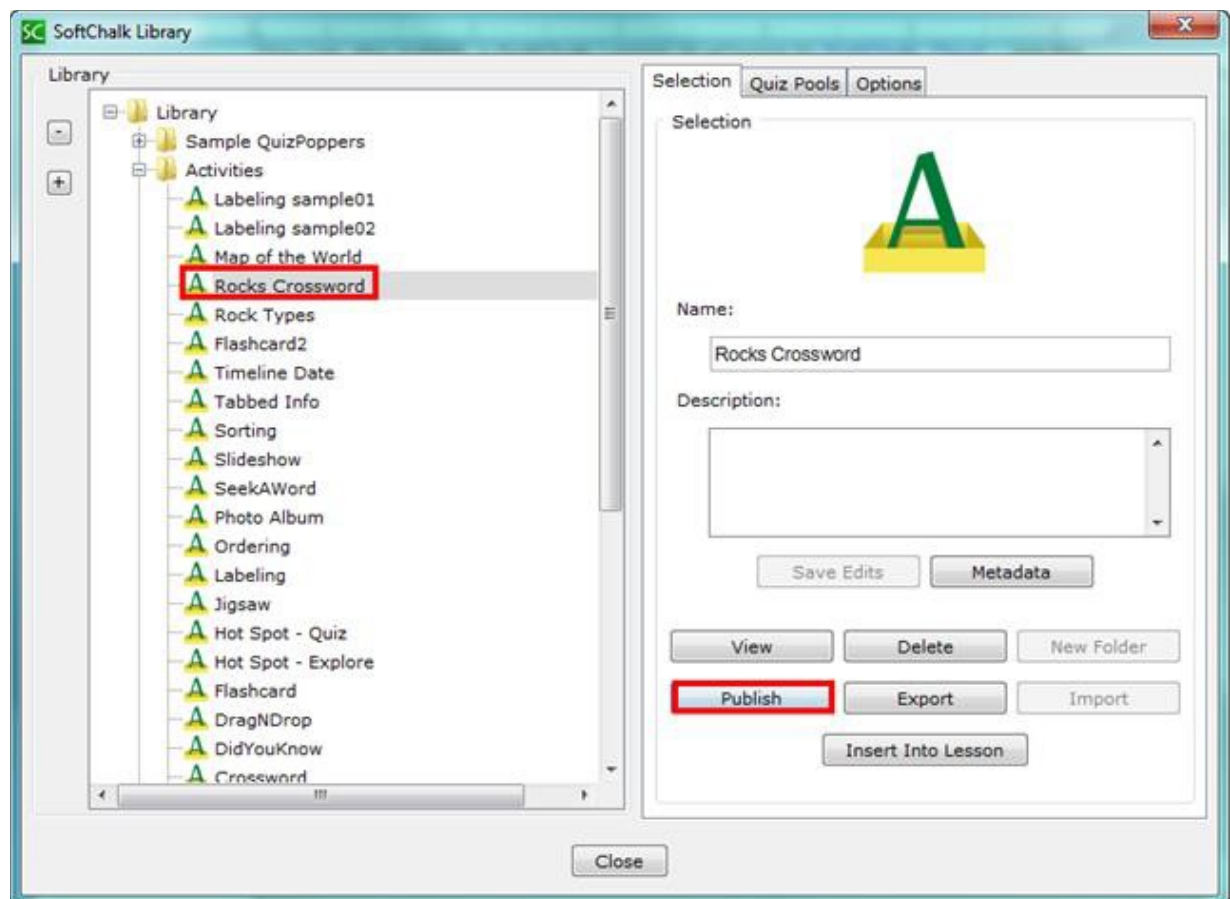 SC SoftChalk Library
X
Library
-
+
Library
Sample QuizPoppers
Activities
Labeling sample01
Labeling sample02
Map of the World
Rocks Crossword
Rock Types
Flashcard2
Timeline Date
Tabbed Info
Sorting
Slideshow
SeekAWord
Photo Album
Ordering
Labeling
Jigsaw
Hot Spot - Quiz
Hot Spot - Explore
Flashcard
DragNDrop
DidYouKnow
Crossword
Selection Quiz Pools Options
Selection
A
Name:
Rocks Crossword
Description:
Save Edits Metadata
View Delete New Folder
Publish Export Import
Insert Into Lesson
Close